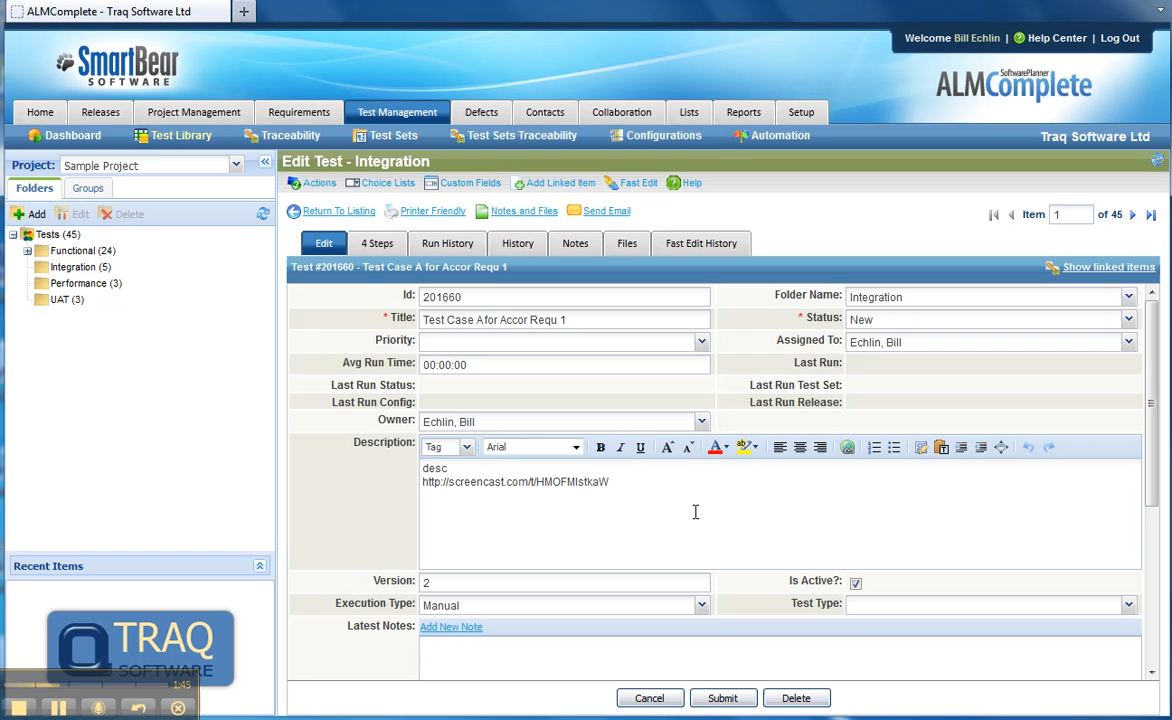 ALMComplete - Traq Software Ltd
Welcome Bill Echlin | Help Center | Log Out
SmartBear
SOFTWARE
SoftwarePlanner
ALMComplete
Home Releases Project Management Requirements Test Management Defects Contacts Collaboration Lists Reports Setup
Dashboard Test Library Traceability Test Sets Test Sets Traceability Configurations Automation Traq Software Ltd
Project: Sample Project
Edit Test - Integration
Folders Groups
Actions Choice Lists Custom Fields Add Linked Item Fast Edit Help
Add Edit Delete
Return To Listing Printer Friendly Notes and Files Send Email
Item 1 of 45
Tests (45)
Functional (24)
Integration (5)
Performance (3)
UAT (3)
Edit 4 Steps Run History History Notes Files Fast Edit History
Test #201660 - Test Case A for Accor Requ 1 Show linked items
Id: 201660 Folder Name: Integration
* Title: Test Case A for Accor Requ 1 * Status: New
Priority: Assigned To: Echlin, Bill
Avg Run Time: 00:00:00 Last Run:
Last Run Status: Last Run Test Set:
Last Run Config: Last Run Release:
Owner: Echlin, Bill
Description: Tag Arial B I U A A A ab
desc
http://screencast.com/t/HMOFMIstkaW
Version: 2 Is Active?:
Execution Type: Manual Test Type:
Latest Notes: Add New Note
Recent Items
TRAQ
SOFTWARE
1:45
Cancel Submit Delete